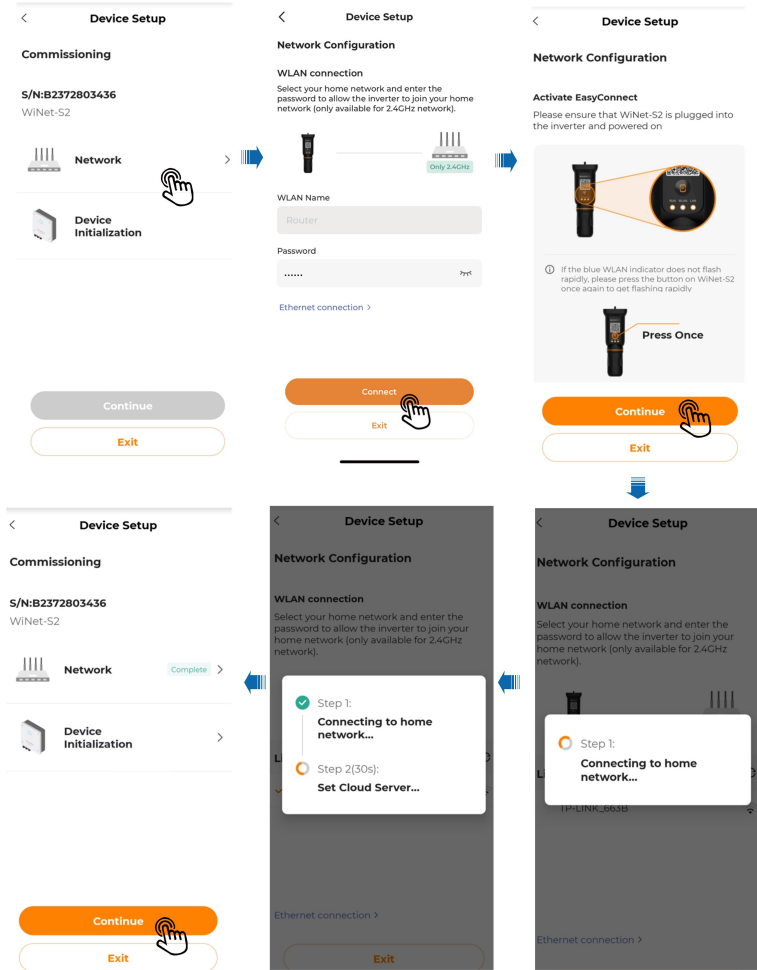 Device Setup
Commissioning
S/N:B2372803436
WiNet-S2
Network
Device
Initialization
Continue
Exit
Device Setup
Network Configuration
WLAN connection
Select your home network and enter the
password to allow the inverter to join your home
network (only available for 2.4GHz network).
Only 2.4GHz
WLAN Name
Router
Password
......
Ethernet connection >
Connect
Exit
Device Setup
Network Configuration
Activate EasyConnect
Please ensure that WiNet-S2 is plugged into
the inverter and powered on
If the blue WLAN indicator does not flash
rapidly, please press the button on WiNet-S2
once again to get flashing rapidly
Press Once
Continue
Exit
Device Setup
Network Configuration
WLAN connection
Select your home network and enter the
password to allow the inverter to join your
home network (only available for 2.4GHz
network).
Step 1:
Connecting to home
network...
TP-LINK_663B
Ethernet connection >
Device Setup
Network Configuration
WLAN connection
Select your home network and enter the
password to allow the inverter to join your
home network (only available for 2.4GHz
network).
Step 1:
Connecting to home
network...
Step 2(30s):
Set Cloud Server...
Ethernet connection >
Exit
Device Setup
Commissioning
S/N:B2372803436
WiNet-S2
Network
Complete
Device
Initialization
Continue
Exit